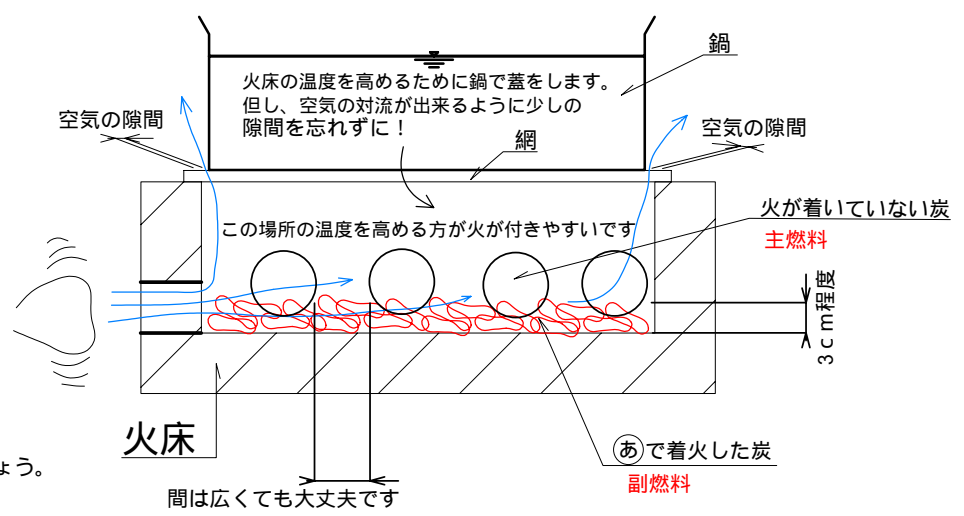 鍋
火床の温度を高めるために鍋で蓋をします。
但し、空気の対流が出来るように少しの
隙間を忘れずに！
空気の隙間
空気の隙間
網
この場所の温度を高める方が火が付きやすいです
火が着いていない炭
主燃料
3cm程度
火床
あで着火した炭
副燃料
ょう。
間は広くても大丈夫です